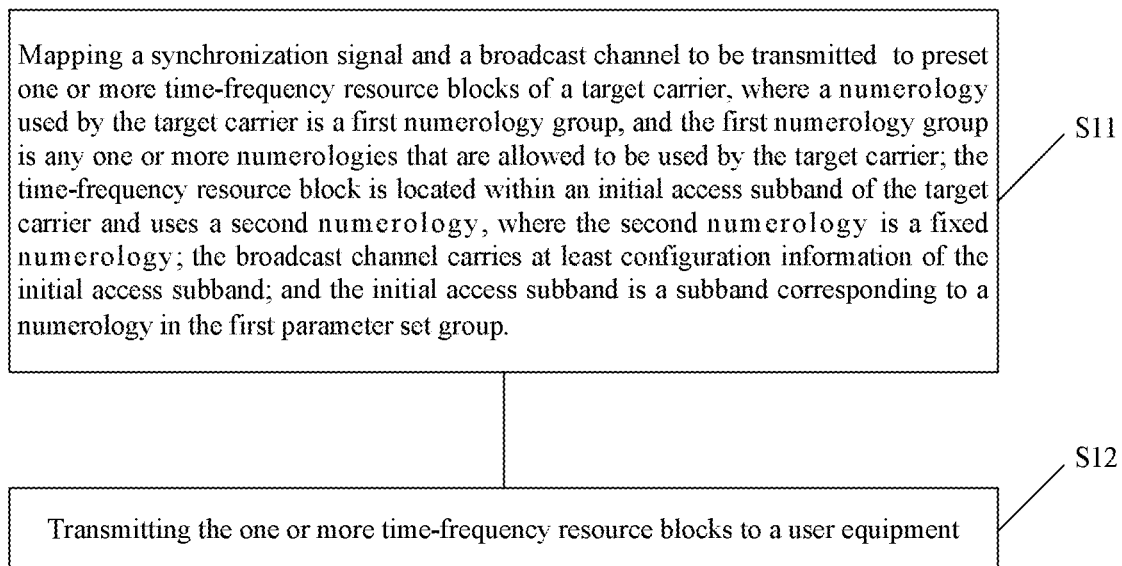 Mapping a synchronization signal and a broadcast channel to be transmitted to preset
one or more time-frequency resource blocks of a target carrier, where a numerology
used by the target carrier is a first numerology group, and the first numerology group
is any one or more numerologies that are allowed to be used by the target carrier; the
time-frequency resource block is located within an initial access subband of the target
carrier and uses a second numerology, where the second numerology is a fixed
numerology; the broadcast channel carries at least configuration information of the
initial access subband; and the initial access subband is a subband corresponding to a
numerology in the first parameter set group.
S11
S12
Transmitting the one or more time-frequency resource blocks to a user equipment